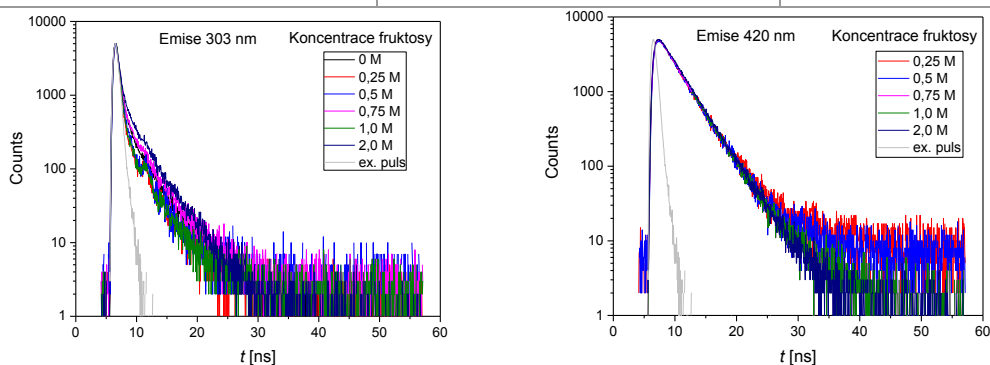 Emise 303 nm
Koncentrace fruktosy
0 M
0,25 M
0,5 M
0,75 M
1,0 M
2,0 M
ex. puls
10000
1000
100
10
1
Counts
0 10 20 30 40 50 60
t [ns]
Emise 420 nm
Koncentrace fruktosy
0,25 M
0,5 M
0,75 M
1,0 M
2,0 M
ex. puls
10000
1000
100
10
1
Counts
0 10 20 30 40 50 60
t [ns]